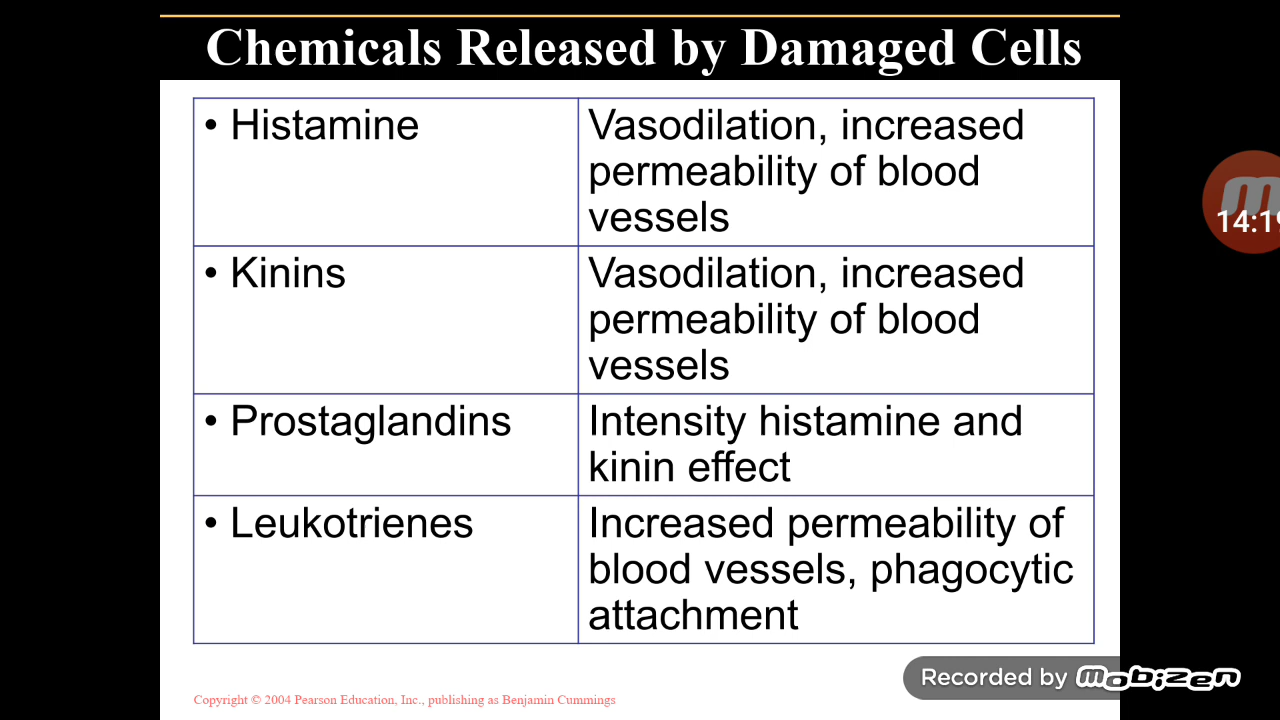 Chemicals Released by Damaged Cells
• Histamine
Vasodilation, increased
permeability of blood
vessels
• Kinins
Vasodilation, increased
permeability of blood
vessels
• Prostaglandins
Intensity histamine and
kinin effect
• Leukotrienes
Increased permeability of
blood vessels, phagocytic
attachment
14:19
Recorded by mobizen
Copyright © 2004 Pearson Education, Inc., publishing as Benjamin Cummings